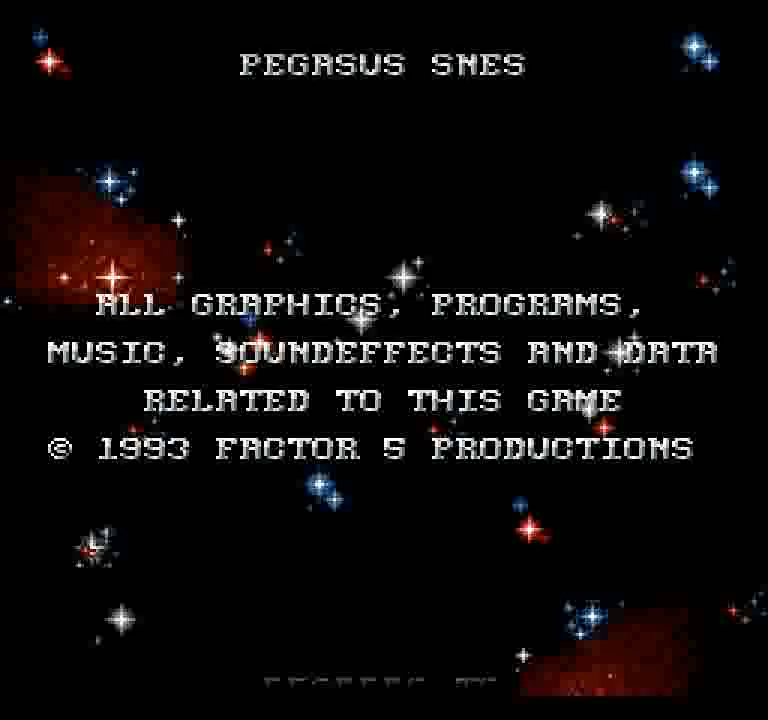 PEGASUS SNES
ALL GRAPHICS, PROGRAMS,
MUSIC, SOUNDEFFECTS AND DATA
RELATED TO THIS GAME
© 1993 FACTOR 5 PRODUCTIONS